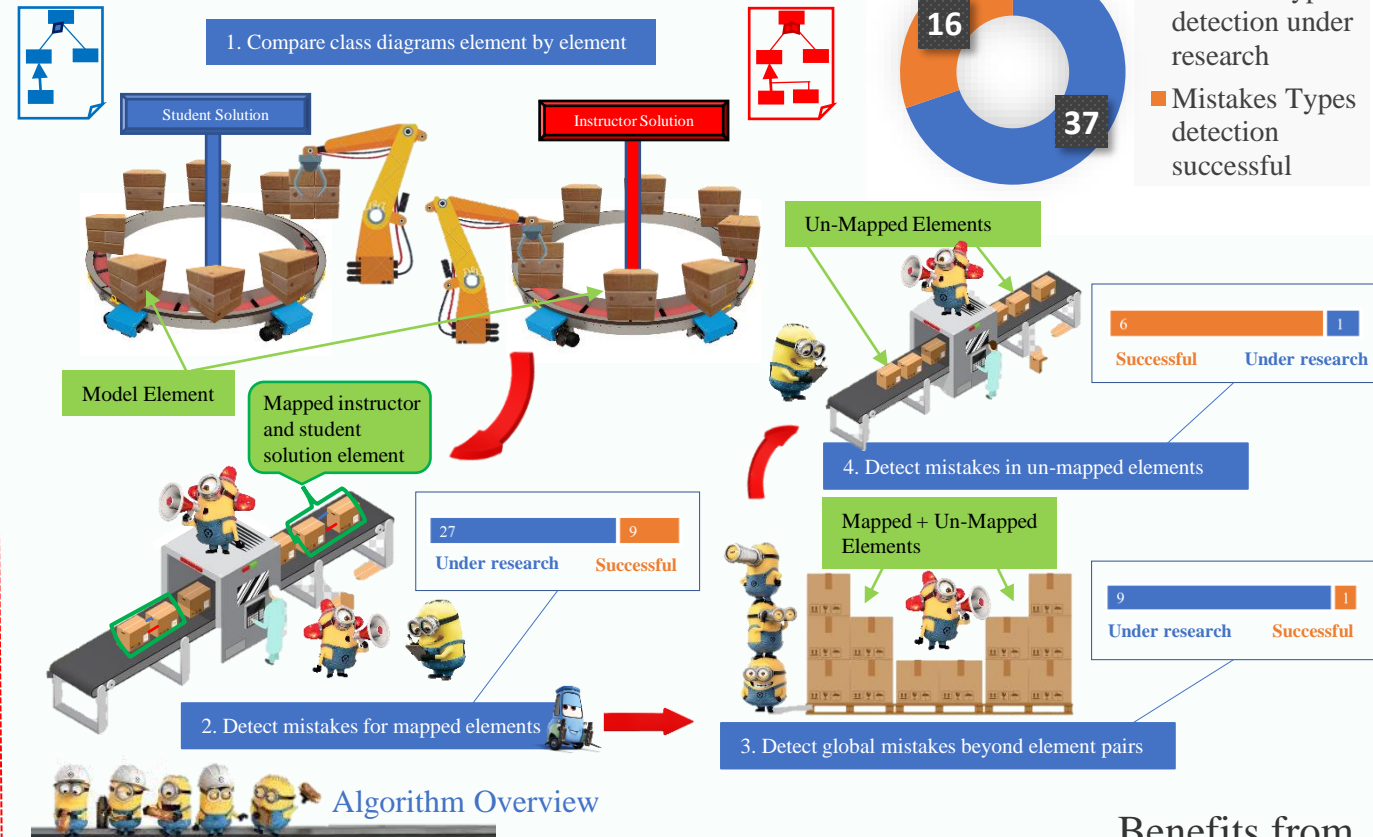 1. Compare class diagrams element by element
Student Solution
Instructor Solution
16
37
detection under
research
Mistakes Types
detection
successful
Un-Mapped Elements
6
1
Successful
Under research
Model Element
Mapped instructor
and student
solution element
4. Detect mistakes in un-mapped elements
27
9
Under research
Successful
Mapped + Un-Mapped
Elements
9
1
Under research
Successful
2. Detect mistakes for mapped elements
3. Detect global mistakes beyond element pairs
Algorithm Overview
Benefits from